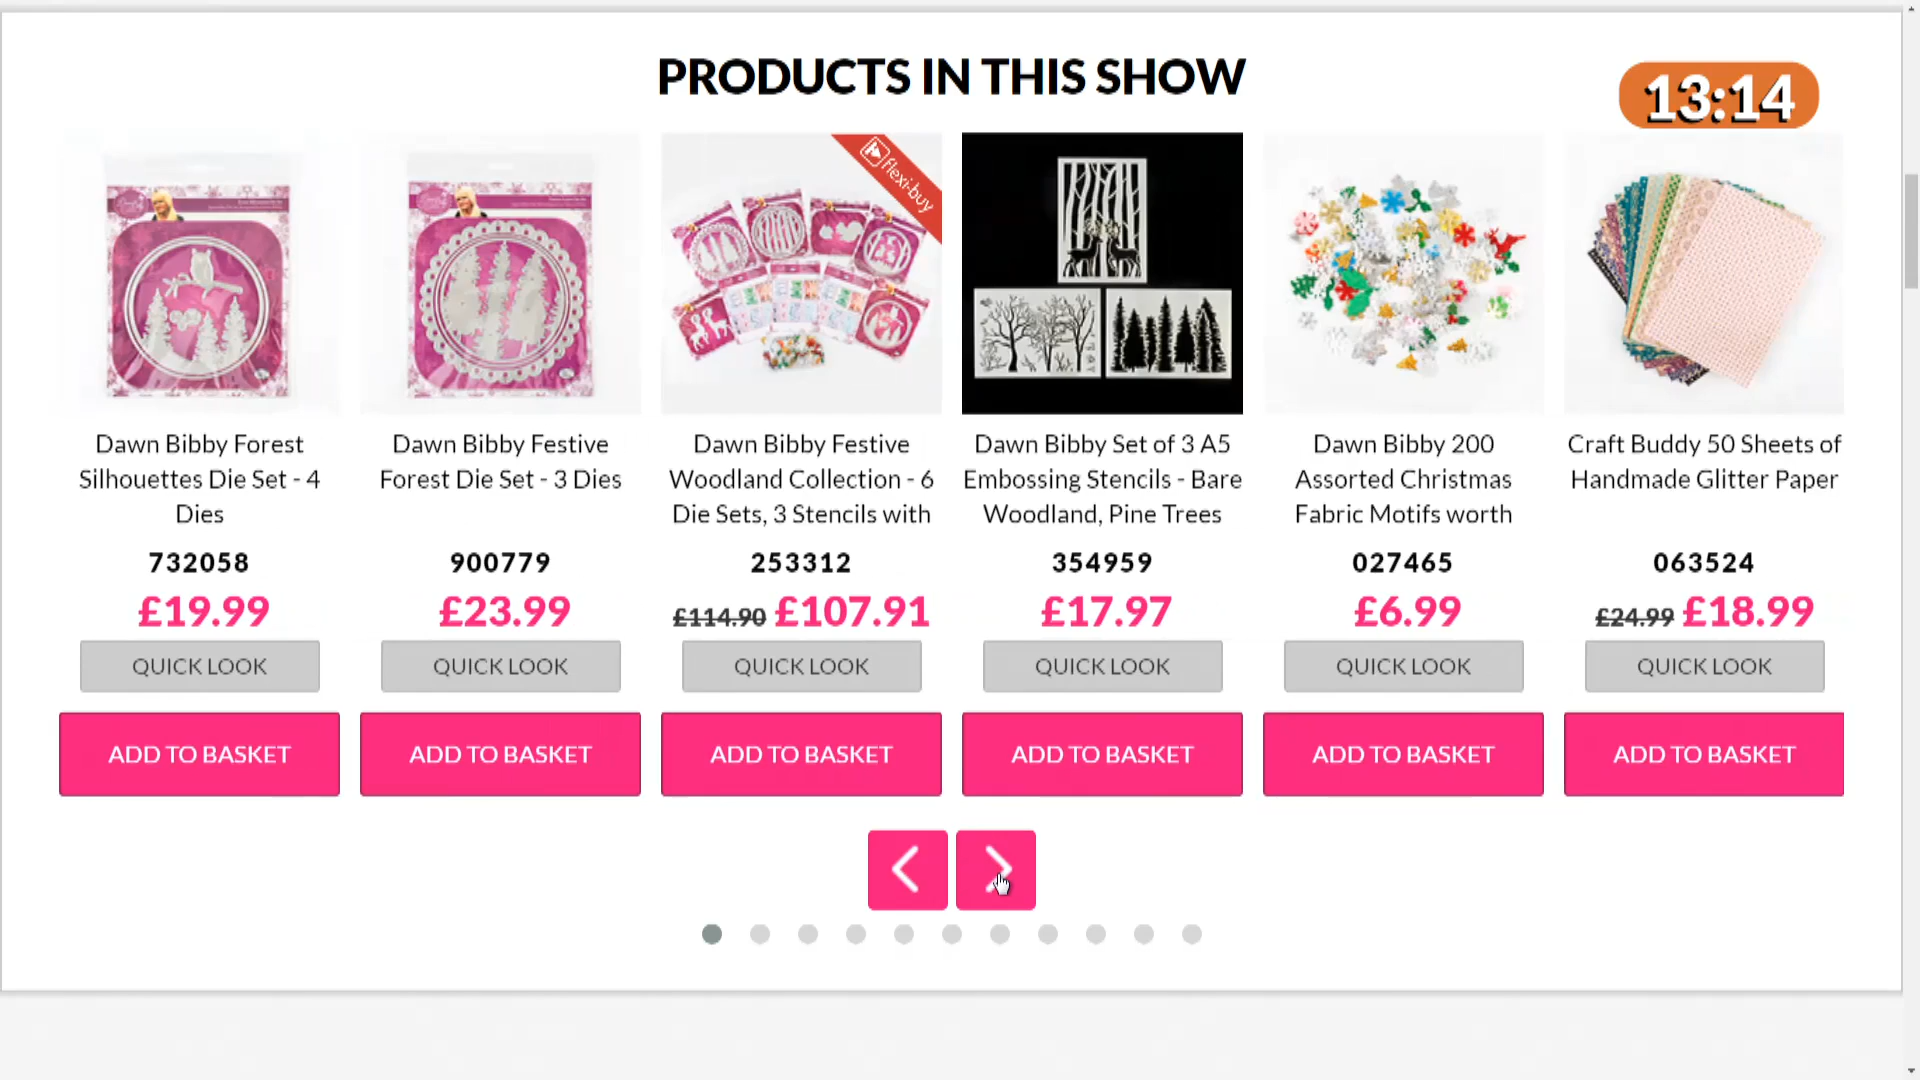 PRODUCTS IN THIS SHOW
13:14
flexi-buy
Dawn Bibby Forest
Silhouettes Die Set - 4
Dies
732058
£19.99
QUICK LOOK
ADD TO BASKET
Dawn Bibby Festive
Forest Die Set - 3 Dies
900779
£23.99
QUICK LOOK
ADD TO BASKET
Dawn Bibby Festive
Woodland Collection - 6
Die Sets, 3 Stencils with
253312
£114.90 £107.91
QUICK LOOK
ADD TO BASKET
Dawn Bibby Set of 3 A5
Embossing Stencils - Bare
Woodland, Pine Trees
354959
£17.97
QUICK LOOK
ADD TO BASKET
Dawn Bibby 200
Assorted Christmas
Fabric Motifs worth
027465
£6.99
QUICK LOOK
ADD TO BASKET
Craft Buddy 50 Sheets of
Handmade Glitter Paper
063524
£24.99 £18.99
QUICK LOOK
ADD TO BASKET